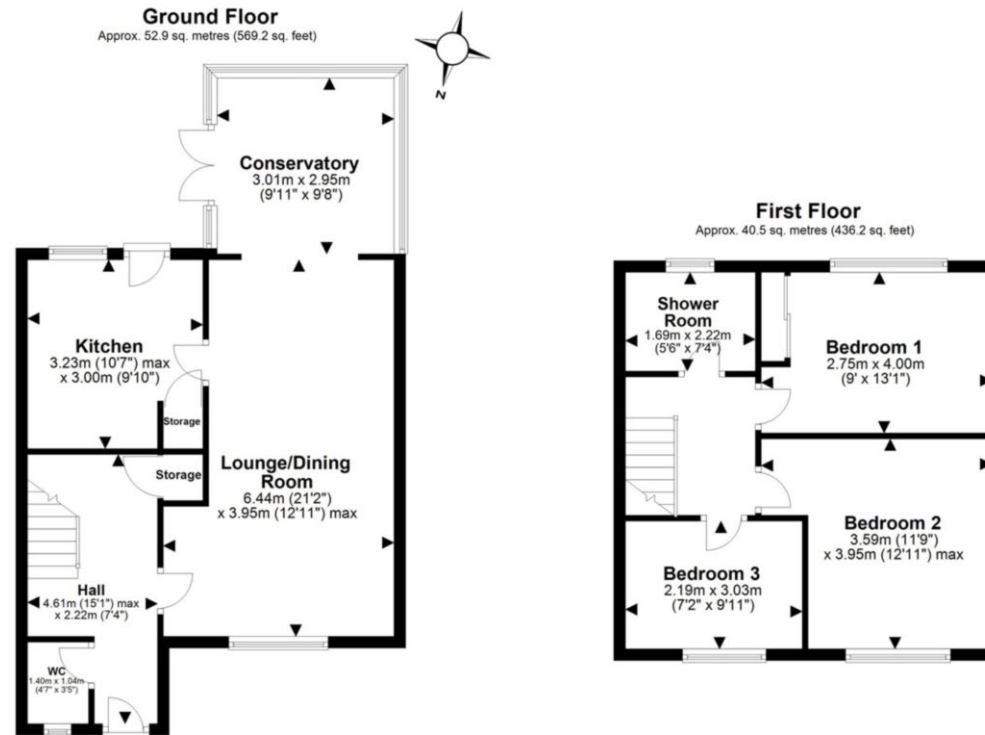 Ground Floor
Approx. 52.9 sq. metres (569.2 sq. feet)
N
Conservatory
3.01m x 2.95m
(9'11" x 9'8")
Kitchen
3.23m (10'7") max
x 3.00m (9'10")
Storage
Storage
Lounge/Dining
Room
6.44m (21'2")
x 3.95m (12'11") max
Hall
4.61m (15'1") max
x 2.22m (7'4")
WC
1.40m x 1.04m
(4'7" x 3'5")
First Floor
Approx. 40.5 sq. metres (436.2 sq. feet)
Shower
Room
1.69m x 2.22m
(5'6" x 7'4")
Bedroom 1
2.75m x 4.00m
(9' x 13'1")
Bedroom 2
3.59m (11'9")
x 3.95m (12'11") max
Bedroom 3
2.19m x 3.03m
(7'2" x 9'11")